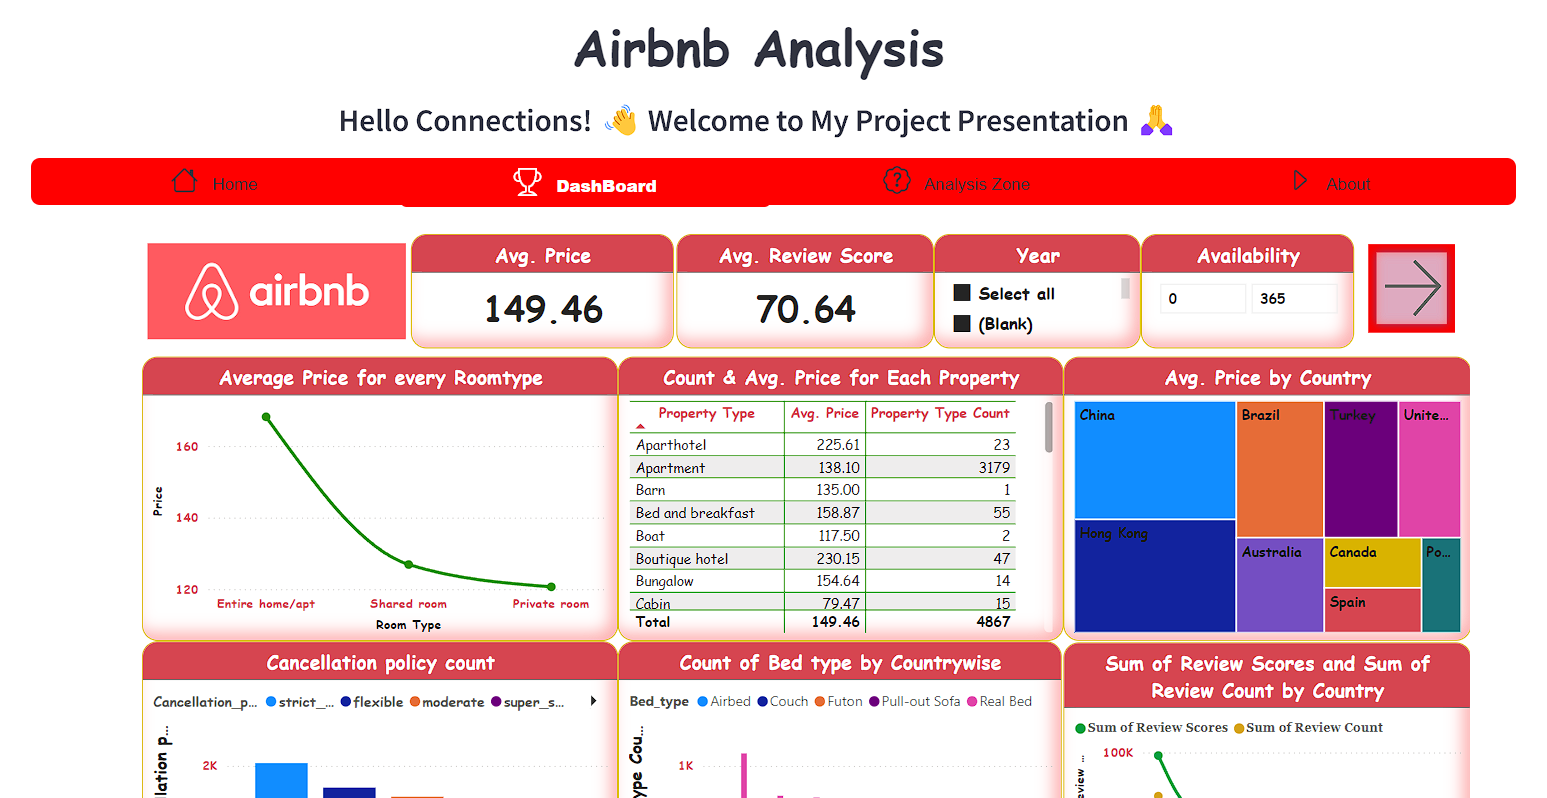 Airbnb Analysis
Hello Connections! 👋 Welcome to My Project Presentation 🙏
Home
DashBoard
Analysis Zone
About
airbnb
Avg. Price
149.46
Avg. Review Score
70.64
Year
Select all
(Blank)
Availability
0 365
Average Price for every Roomtype
Price
160
140
120
Entire home/apt Shared room Private room
Room Type
Count & Avg. Price for Each Property
Property Type Avg. Price Property Type Count
Aparthotel 225.61 23
Apartment 138.10 3179
Barn 135.00 1
Bed and breakfast 158.87 55
Boat 117.50 2
Boutique hotel 230.15 47
Bungalow 154.64 14
Cabin 79.47 15
Total 149.46 4867
Avg. Price by Country
China
Brazil
Turkey
Unite...
Hong Kong
Australia
Canada
Po...
Spain
Cancellation policy count
Cancellation_p... strict_... flexible moderate super_s...
llation p...
2K
Count of Bed type by Countrywise
Bed_type Airbed Couch Futon Pull-out Sofa Real Bed
ype Cou...
1K
Sum of Review Scores and Sum of
Review Count by Country
Sum of Review Scores Sum of Review Count
eview ...
100K